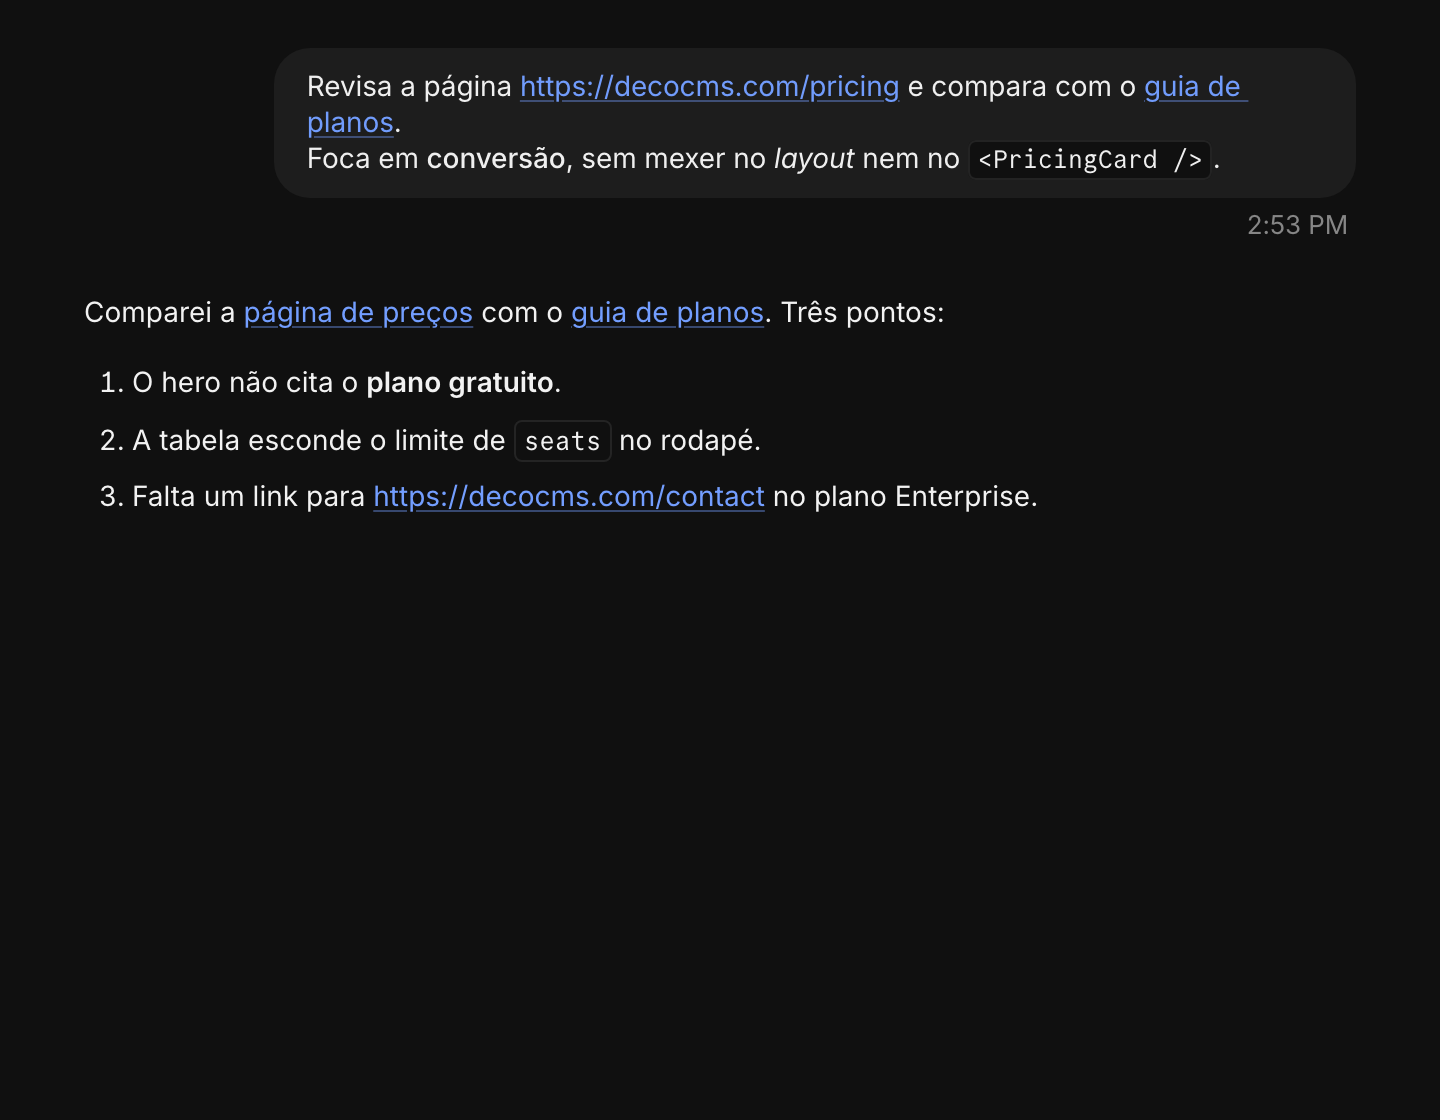 Revisa a página https://decocms.com/pricing e compara com o guia de
planos.
Foca em conversão, sem mexer no layout nem no <PricingCard />.
2:53 PM
Comparei a página de preços com o guia de planos. Três pontos:
1. O hero não cita o plano gratuito.
2. A tabela esconde o limite de seats no rodapé.
3. Falta um link para https://decocms.com/contact no plano Enterprise.